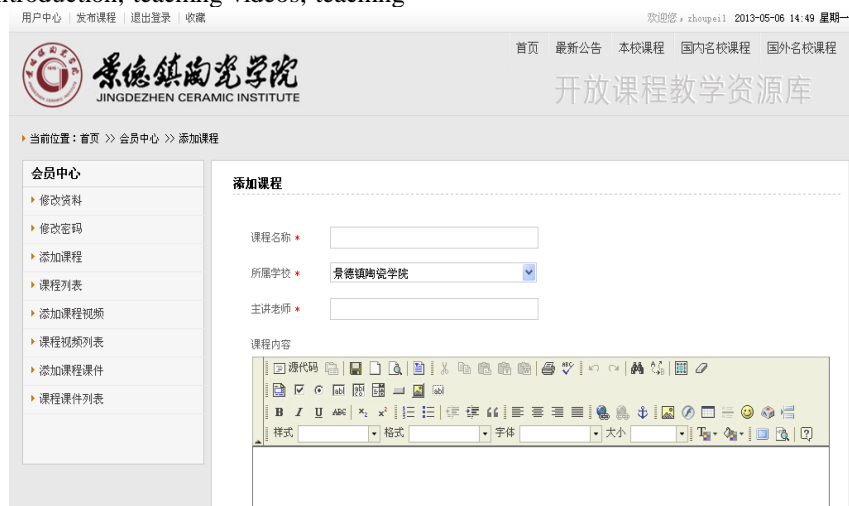 introduction, teaching videos, teaching
用户中心 | 发布课程 | 退出登录 | 收藏
欢迎您，zhoupei1 2013-05-06 14:49 星期一
首页 最新公告 本校课程 国内名校课程 国外名校课程
景德镇陶瓷学院
JINGDEZHEN CERAMIC INSTITUTE
开放课程教学资源库
当前位置：首页 >> 会员中心 >> 添加课程
会员中心
修改资料
修改密码
添加课程
课程列表
添加课程视频
课程视频列表
添加课程课件
课程课件列表
添加课程
课程名称 *
所属学校 * 景德镇陶瓷学院
主讲老师 *
课程内容
源代码
B I U ABC x₂ x²
样式 格式 字体 大小